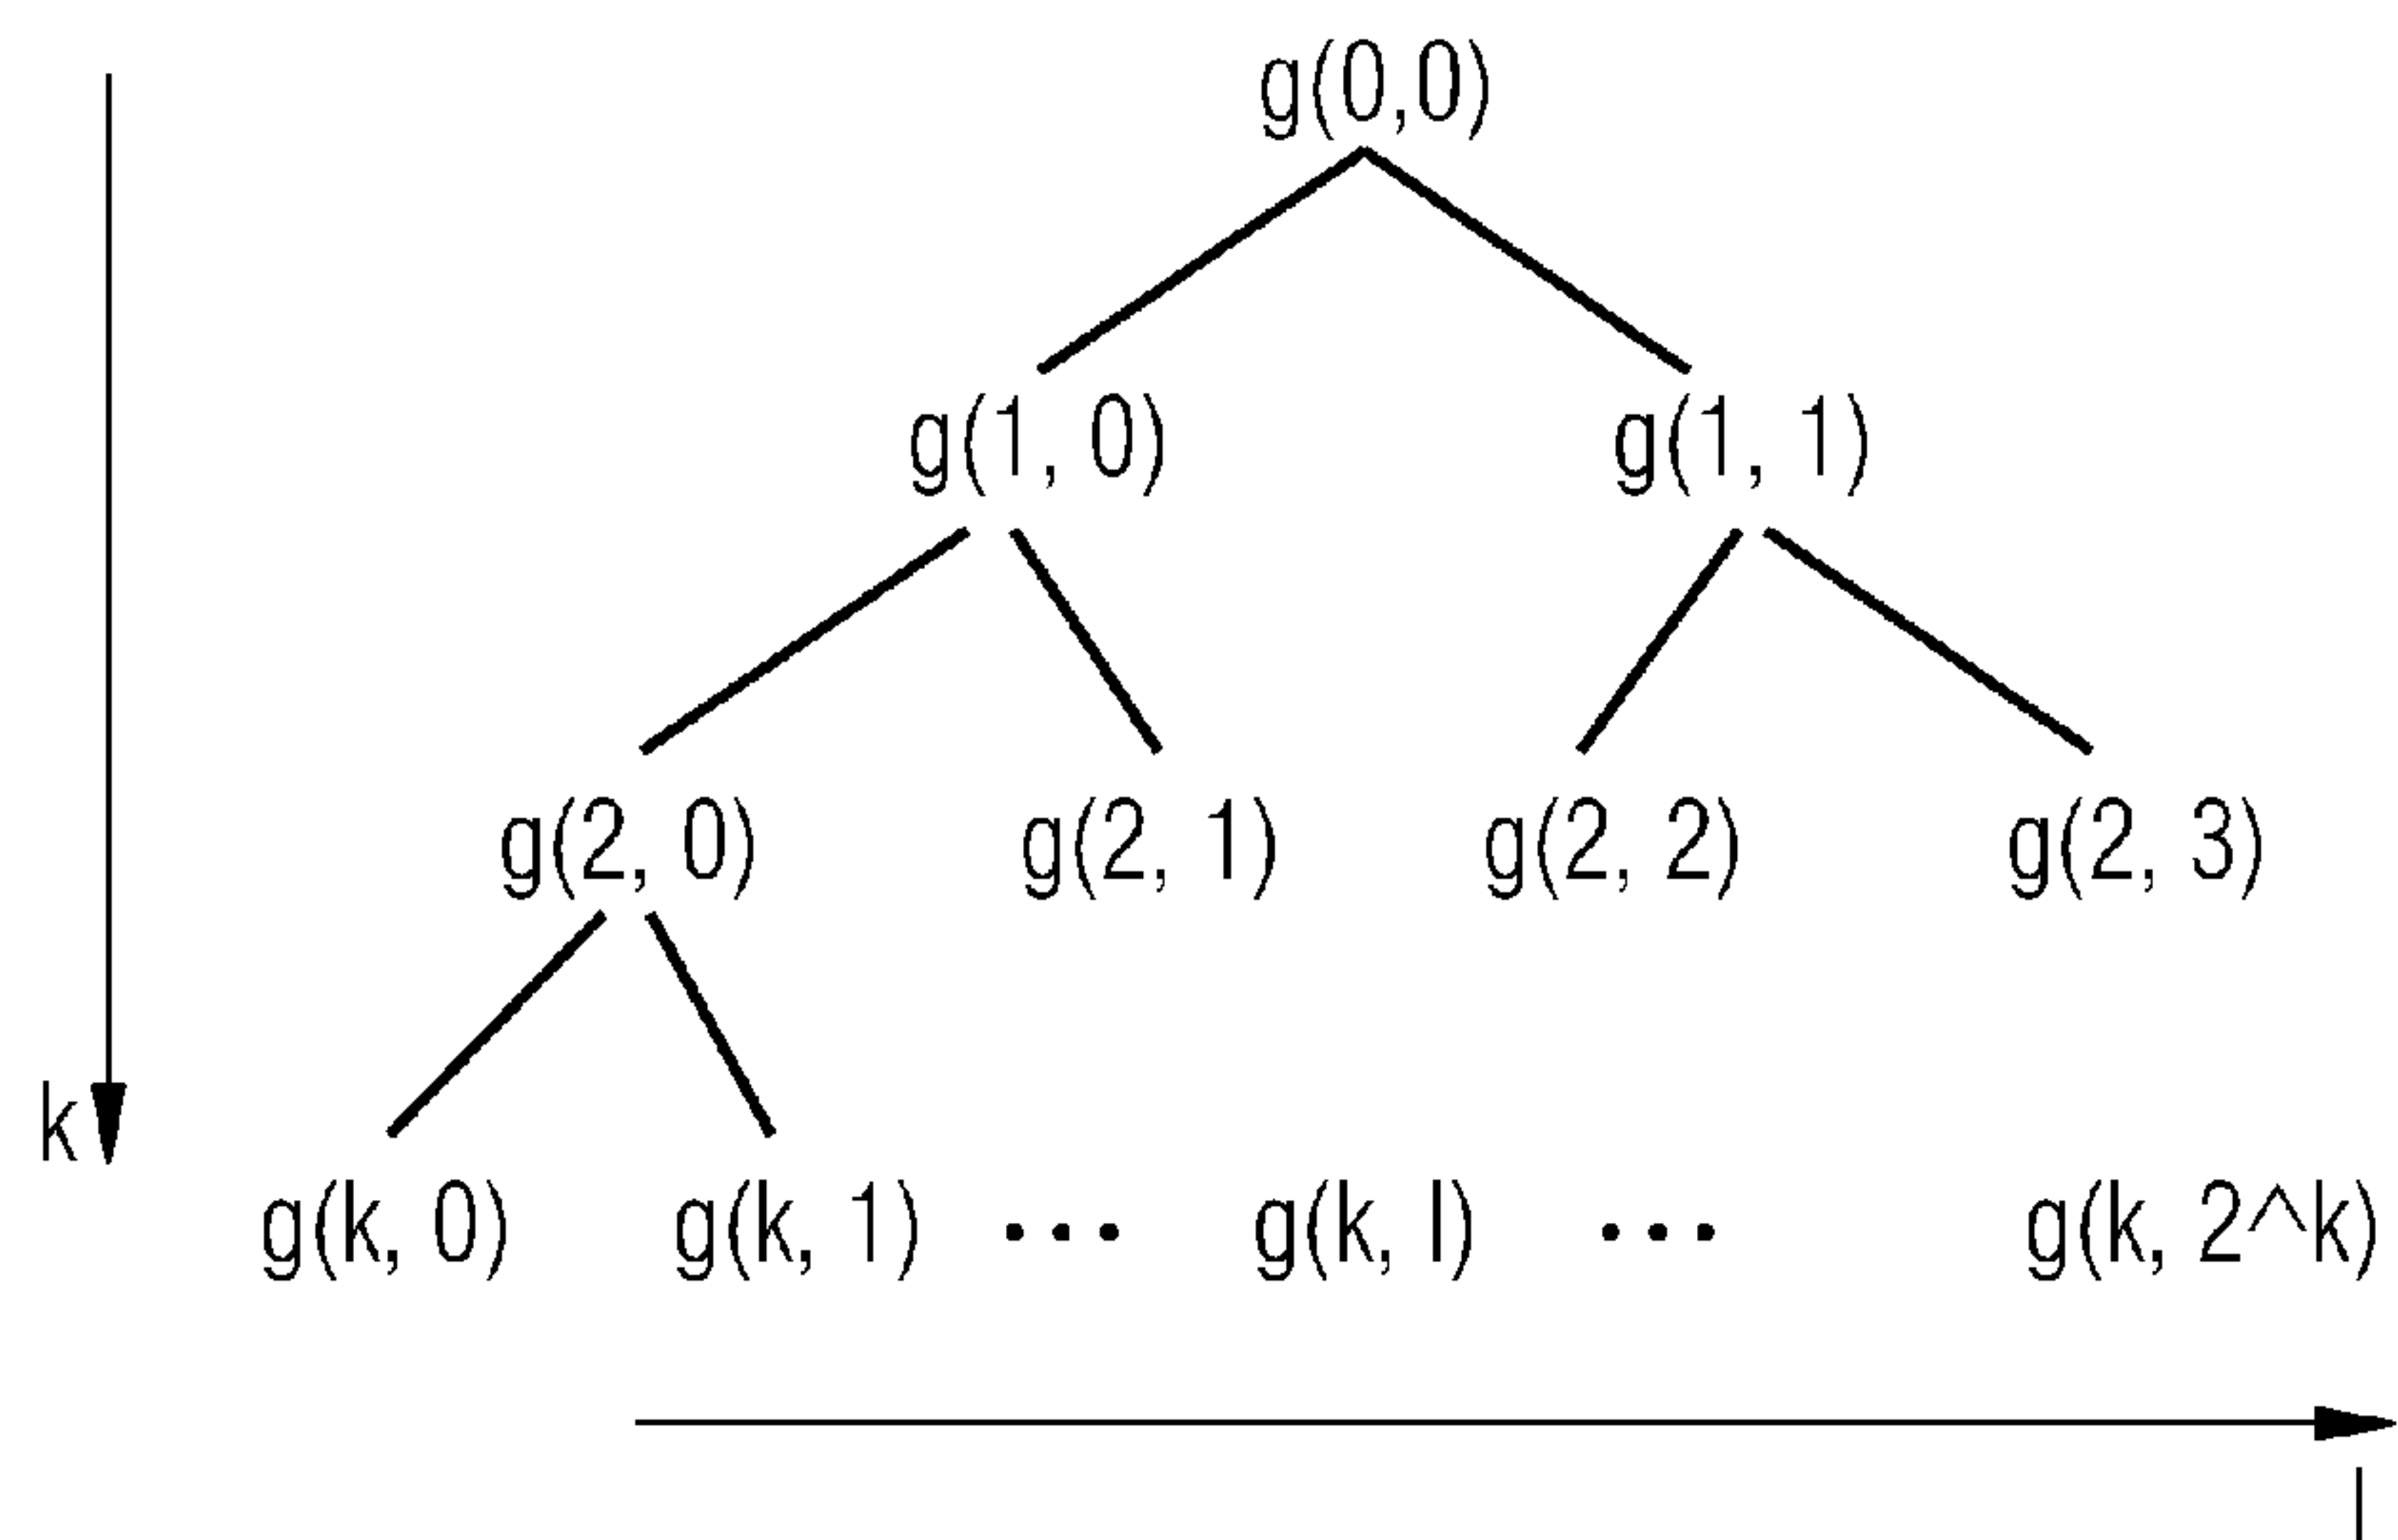 g(0,0)
g(1, 0) g(1, 1)
g(2, 0) g(2, 1) g(2, 2) g(2, 3)
k
g(k, 0) g(k, 1) ••• g(k, l) ••• g(k, 2^k)
l